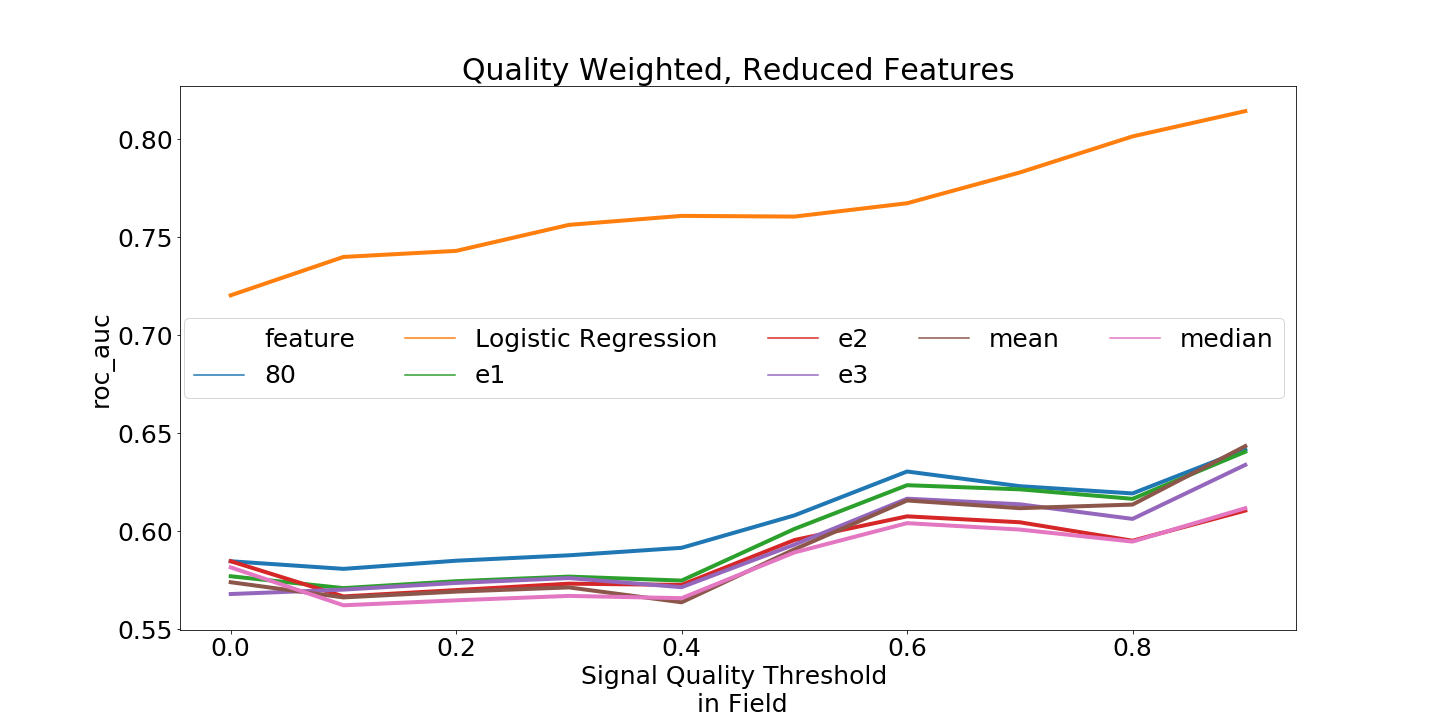 Quality Weighted, Reduced Features
0.80
0.75
0.70
0.65
0.60
0.55
roc_auc
feature
Logistic Regression
e2
mean
median
80
e1
e3
0.0
0.2
0.4
0.6
0.8
Signal Quality Threshold
in Field